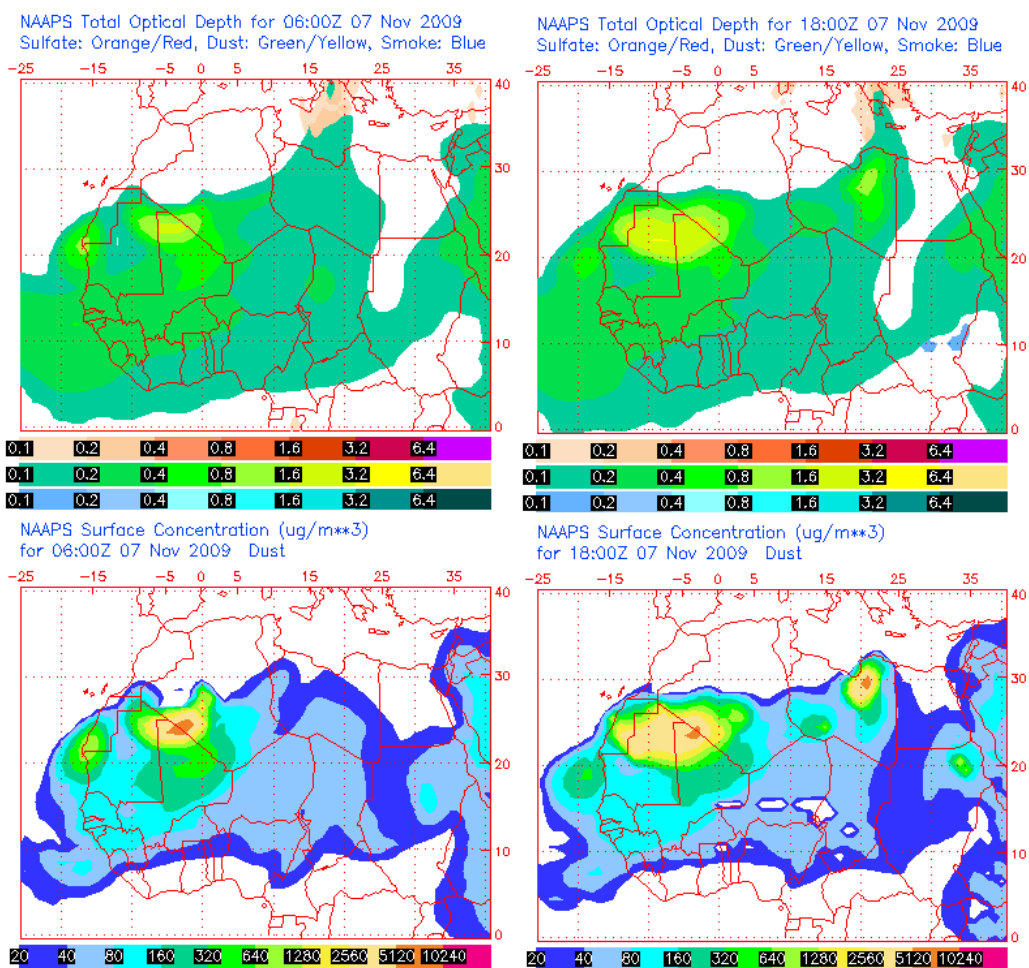 NAAPS Total Optical Depth for 06:00Z 07 Nov 2009
Sulfate: Orange/Red, Dust: Green/Yellow, Smoke: Blue
-15 -5 0 5 15 25 35
40
30
20
10
0
0.1 0.2 0.4 0.8 1.6 3.2 6.4
0.1 0.2 0.4 0.8 1.6 3.2 6.4
0.1 0.2 0.4 0.8 1.6 3.2 6.4
NAAPS Total Optical Depth for 18:00Z 07 Nov 2009
Sulfate: Orange/Red, Dust: Green/Yellow, Smoke: Blue
-15 -5 0 5 15 25 35
40
30
20
10
0
0.1 0.2 0.4 0.8 1.6 3.2 6.4
0.1 0.2 0.4 0.8 1.6 3.2 6.4
0.1 0.2 0.4 0.8 1.6 3.2 6.4
NAAPS Surface Concentration (ug/m**3)
for 06:00Z 07 Nov 2009 Dust
-15 -5 0 5 15 25 35
40
30
20
10
0
20 40 80 160 320 640 1280 2560 5120 10240
NAAPS Surface Concentration (ug/m**3)
for 18:00Z 07 Nov 2009 Dust
-15 -5 0 5 15 25 35
40
30
20
10
0
20 40 80 160 320 640 1280 2560 5120 10240